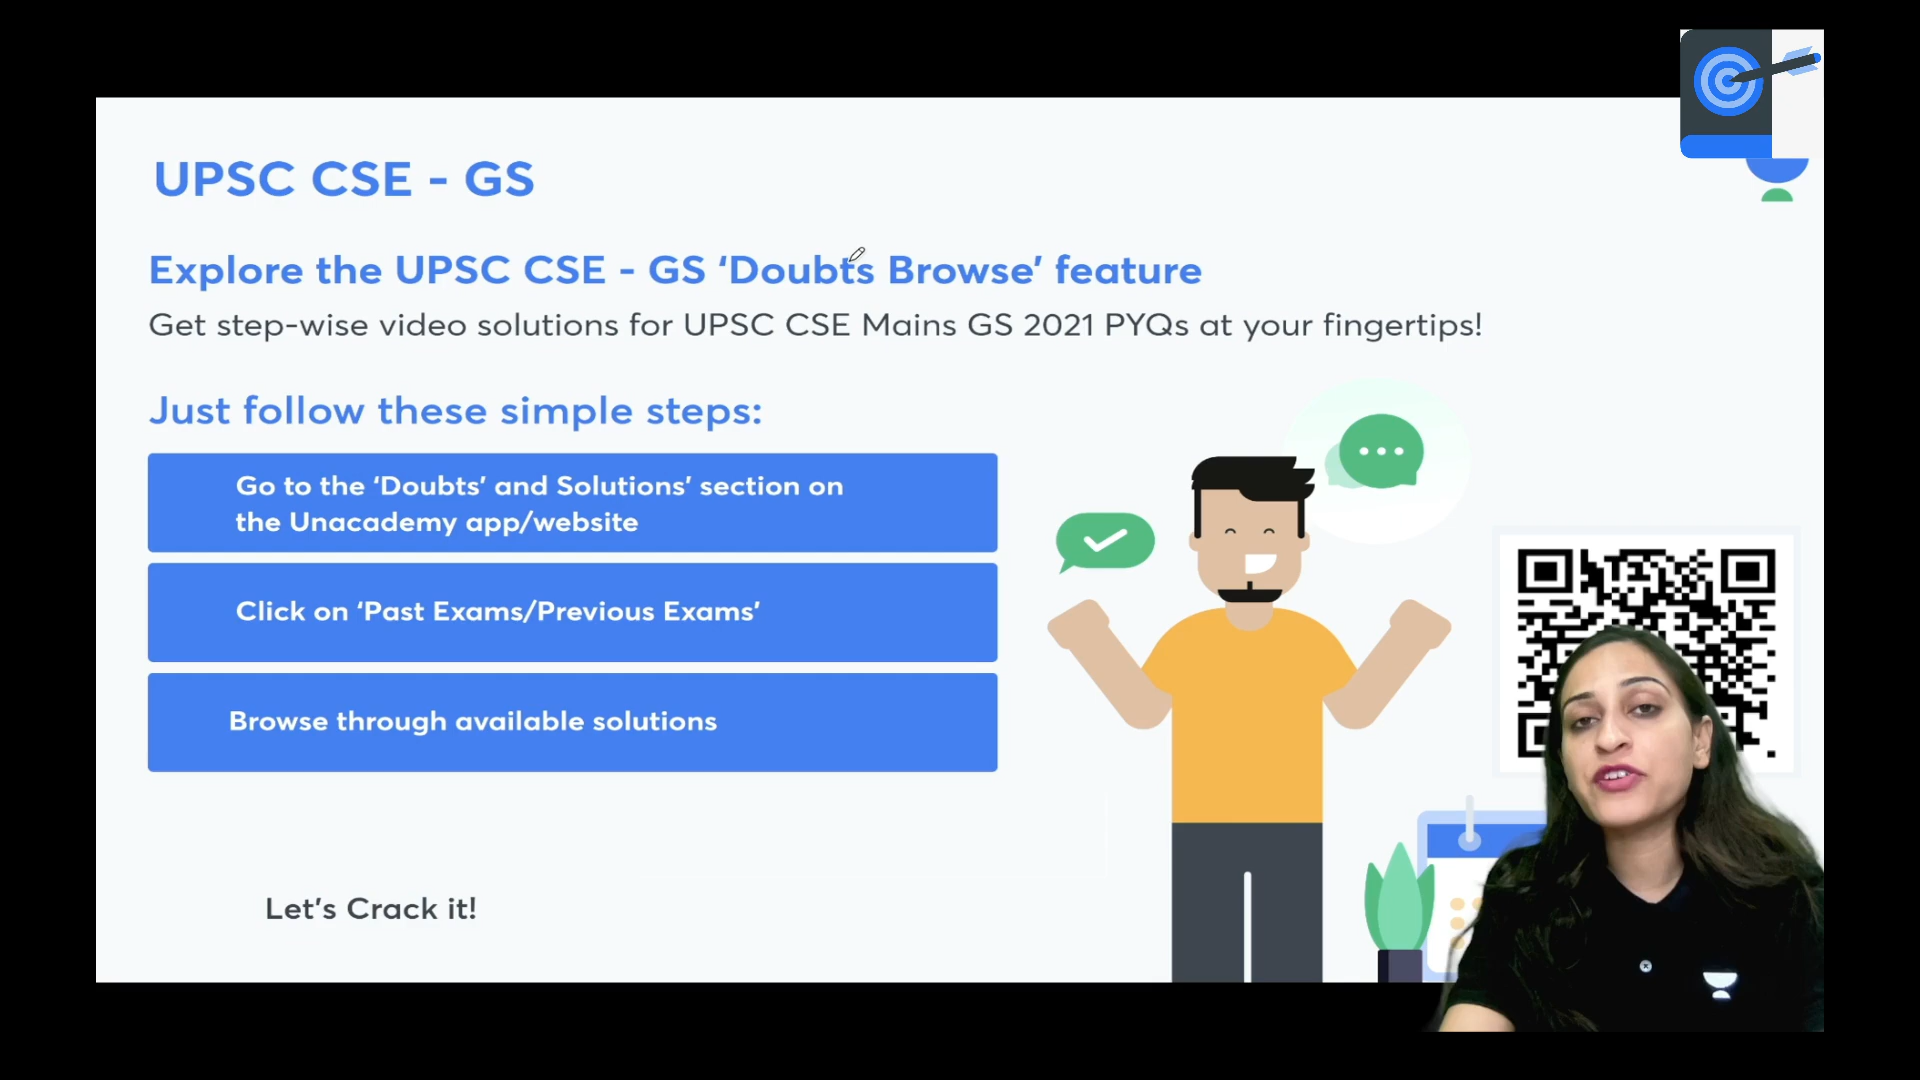 UPSC CSE - GS
Explore the UPSC CSE - GS ‘Doubts Browse’ feature
Get step-wise video solutions for UPSC CSE Mains GS 2021 PYQs at your fingertips!
Just follow these simple steps:
Go to the ‘Doubts’ and Solutions’ section on
the Unacademy app/website
Click on ‘Past Exams/Previous Exams’
Browse through available solutions
Let’s Crack it!